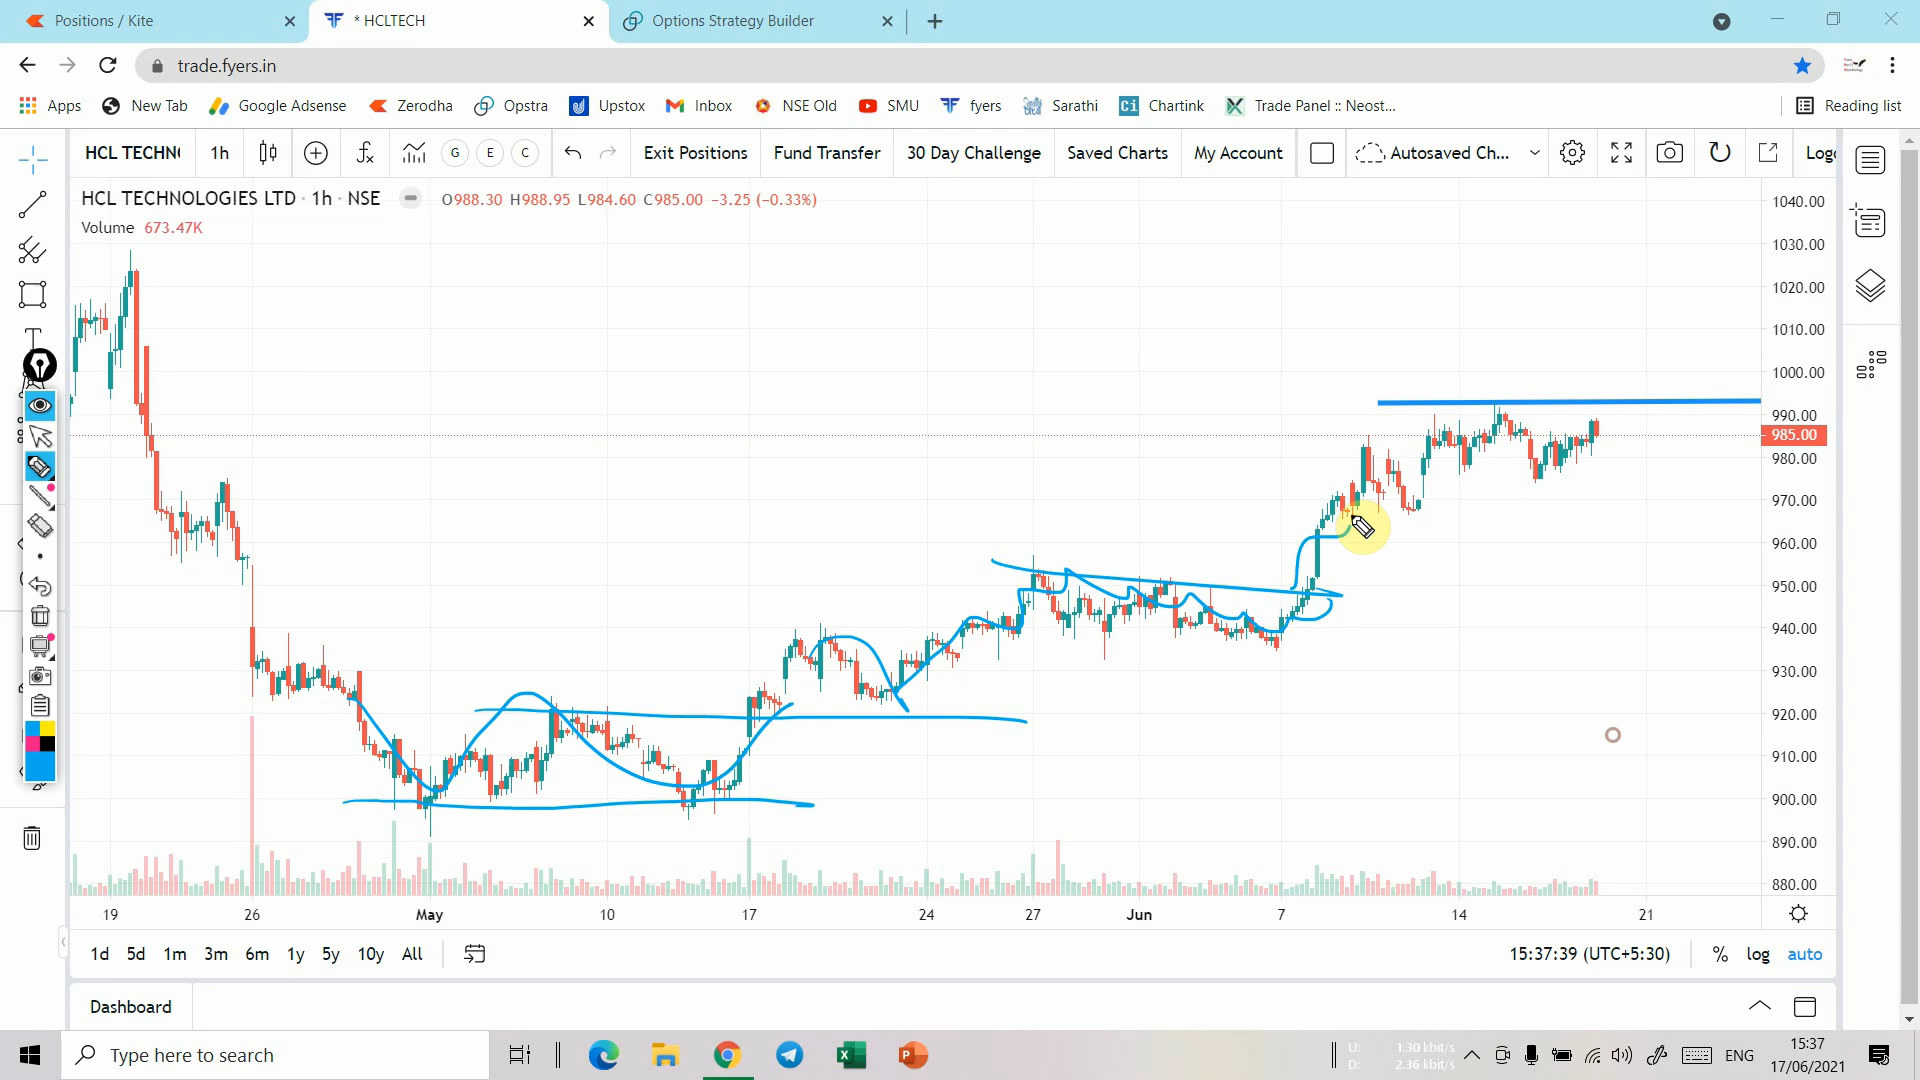 Positions / Kite
* HCLTECH
Options Strategy Builder
trade.fyers.in
Apps
New Tab
Google Adsense
Zerodha
Opstra
Upstox
Inbox
NSE Old
SMU
fyers
Sarathi
Chartink
Trade Panel :: Neost...
Reading list
HCL TECHN
1h
G
E
C
Exit Positions
Fund Transfer
30 Day Challenge
Saved Charts
My Account
Autosaved Ch...
HCL TECHNOLOGIES LTD · 1h · NSE
O988.30 H988.95 L984.60 C985.00 −3.25 (−0.33%)
Volume 673.47K
1040.00
1030.00
1020.00
1010.00
1000.00
990.00
985.00
980.00
970.00
960.00
950.00
940.00
930.00
920.00
910.00
900.00
890.00
880.00
19
26
May
10
17
24
27
Jun
7
14
21
1d 5d 1m 3m 6m 1y 5y 10y All
15:37:39 (UTC+5:30)
% log auto
Dashboard
Type here to search
U: 1.30 kbit/s
D: 2.36 kbit/s
ENG
15:37
17/06/2021